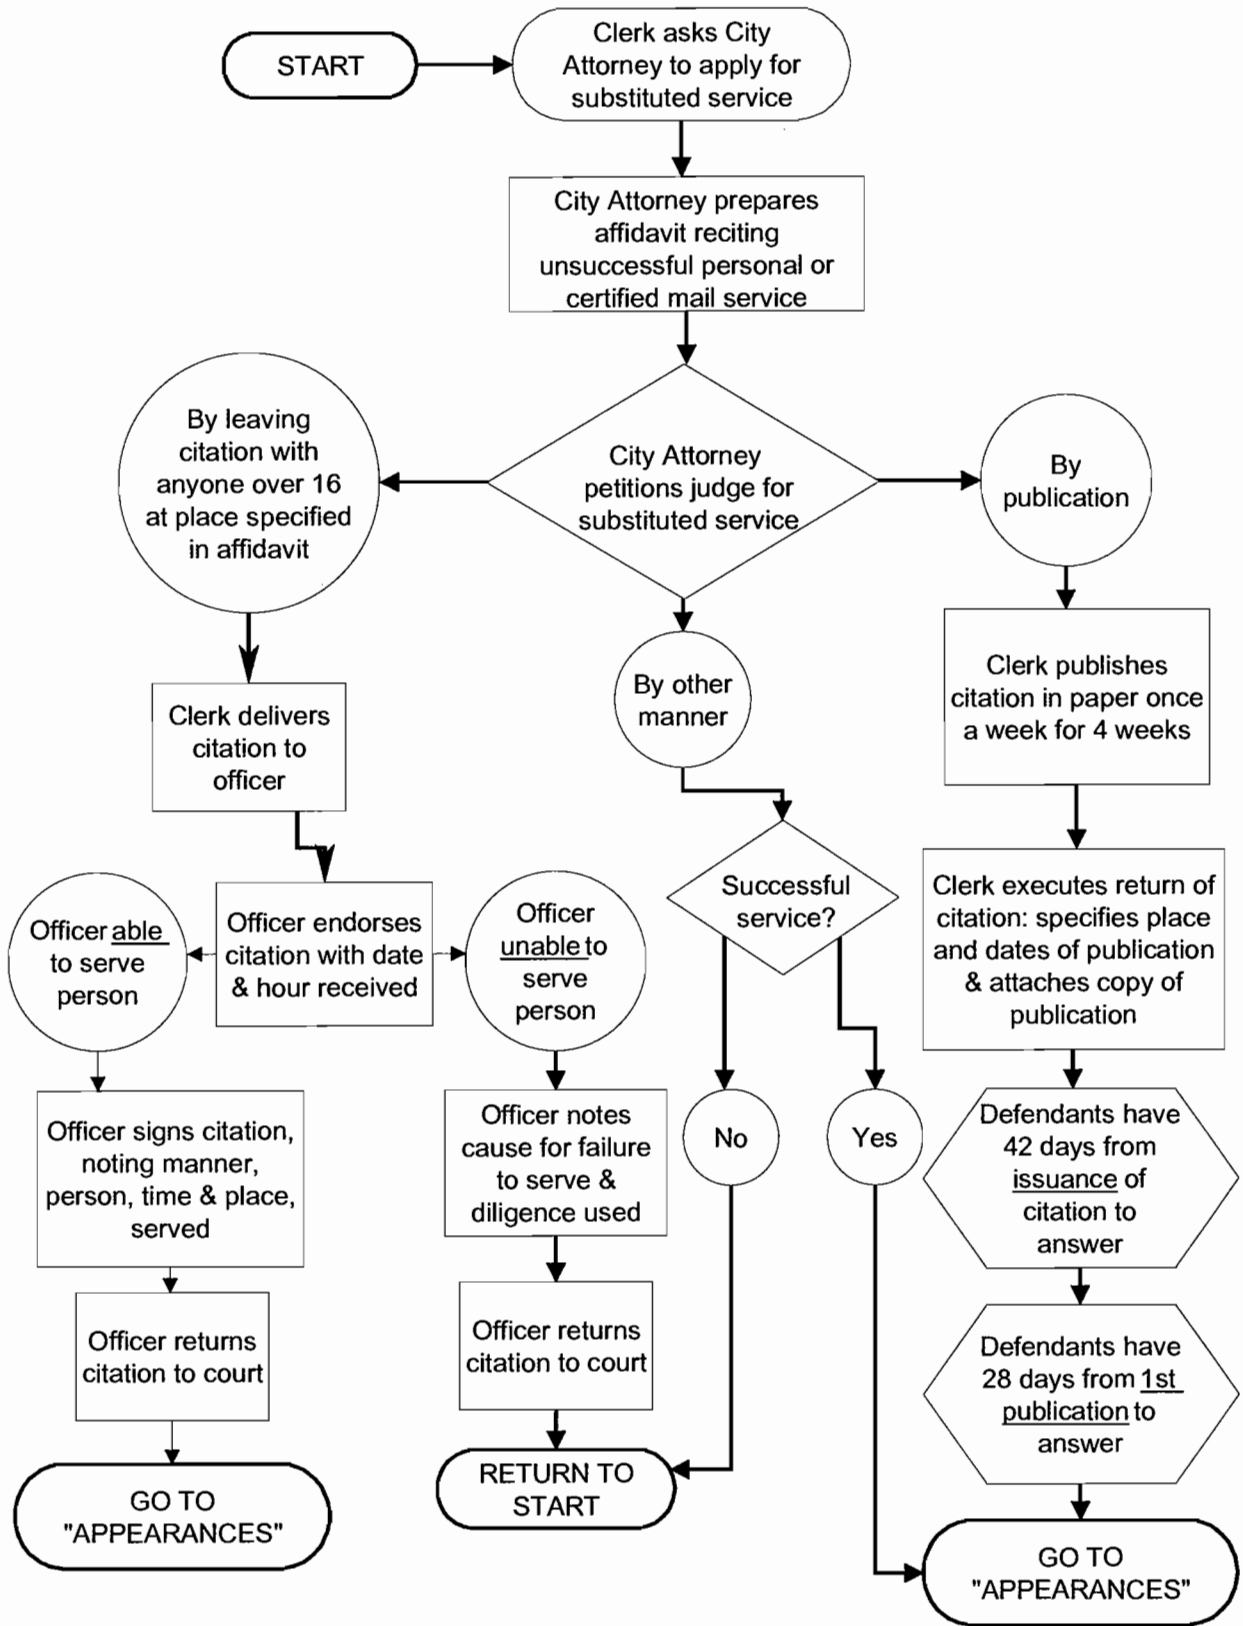 START
Clerk asks City
Attorney to apply for
substituted service
City Attorney prepares
affidavit reciting
unsuccessful personal or
certified mail service
By leaving
citation with
anyone over 16
at place specified
in affidavit
City Attorney
petitions judge for
substituted service
By
publication
Clerk delivers
citation to
officer
By other
manner
Clerk publishes
citation in paper once
a week for 4 weeks
Officer able
to serve
person
Officer endorses
citation with date
& hour received
Officer
unable to
serve
person
Successful
service?
Clerk executes return of
citation: specifies place
and dates of publication
& attaches copy of
publication
Officer signs citation,
noting manner,
person, time & place,
served
Officer notes
cause for failure
to serve &
diligence used
No
Yes
Defendants have
42 days from
issuance of
citation to
answer
Officer returns
citation to court
Officer returns
citation to court
Defendants have
28 days from 1st
publication to
answer
GO TO
"APPEARANCES"
RETURN TO
START
GO TO
"APPEARANCES"